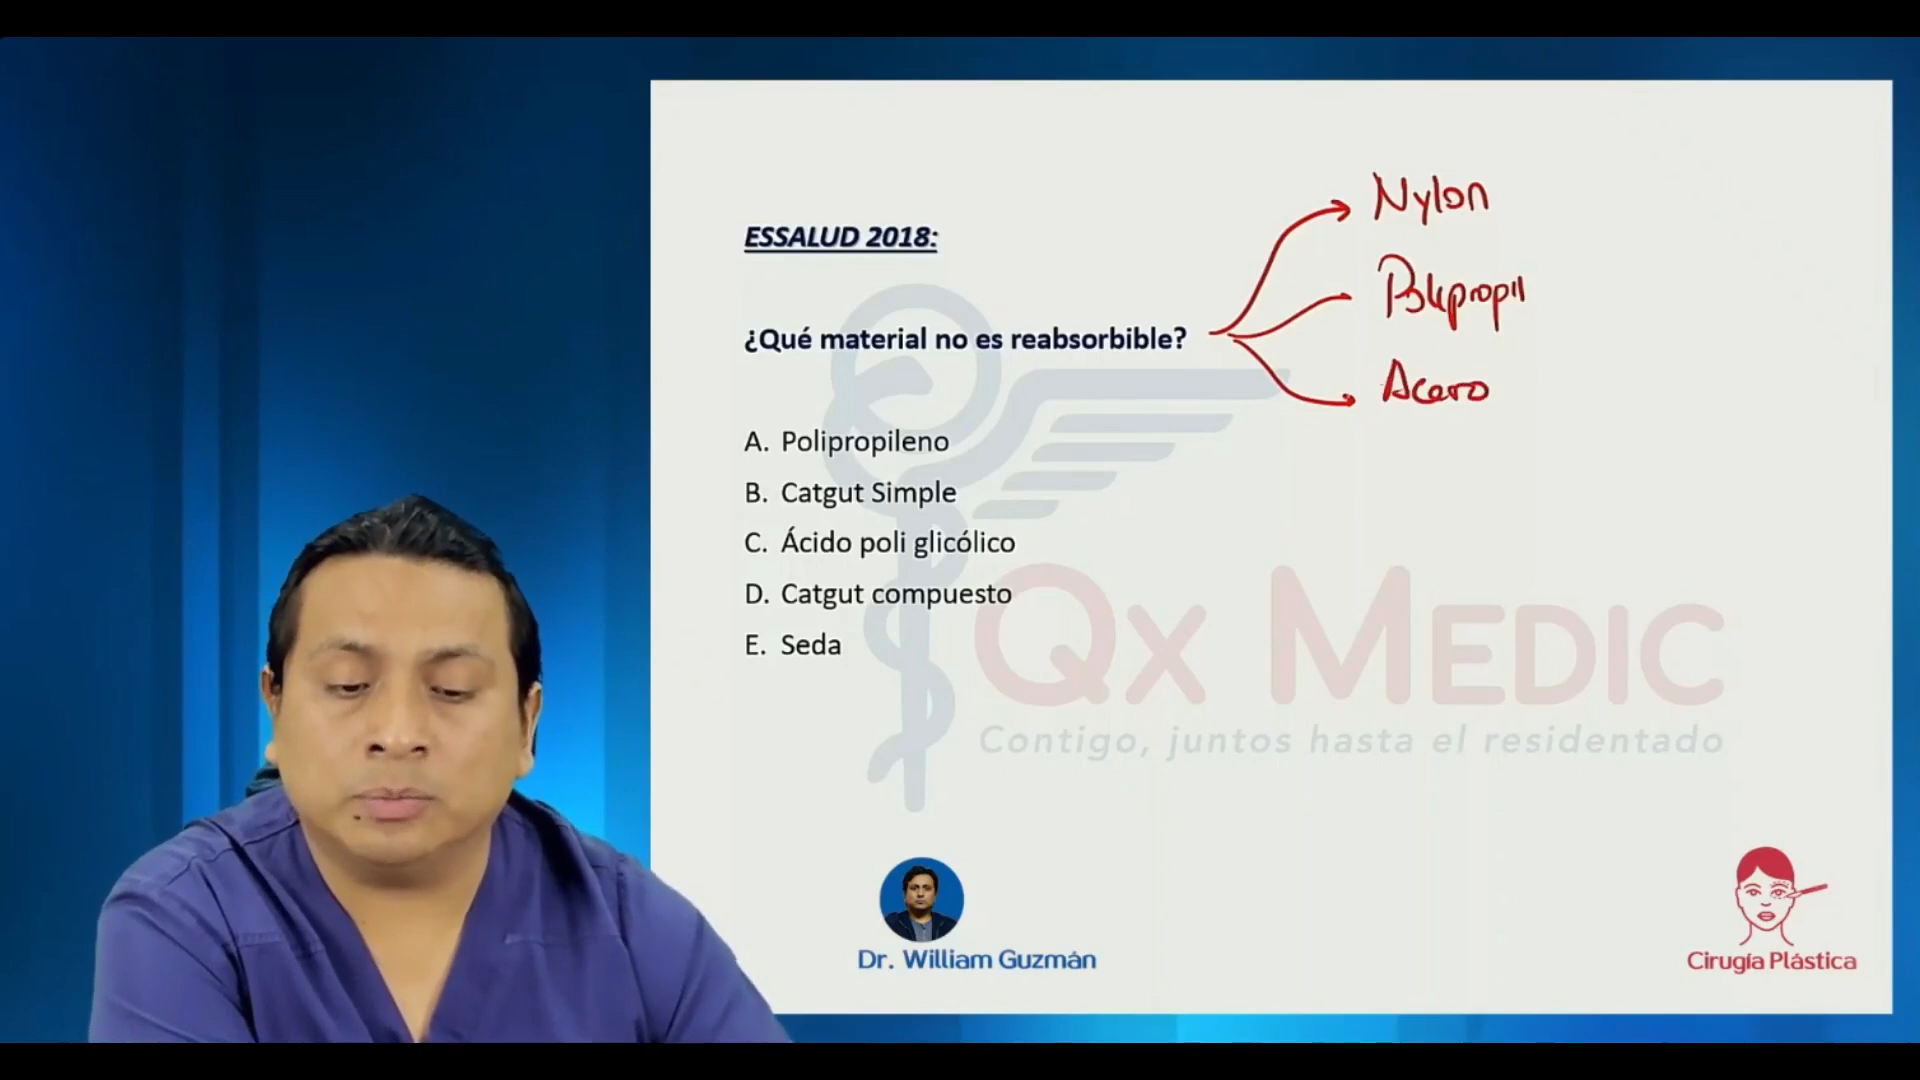 ESSALUD 2018:
¿Qué material no es reabsorbible?
Nylon
Polipropil
Acero
A. Polipropileno
B. Catgut Simple
C. Ácido poli glicólico
D. Catgut compuesto
E. Seda
Qx MEDIC
Contigo, juntos hasta el residentado
Dr. William Guzmán
Cirugía Plástica